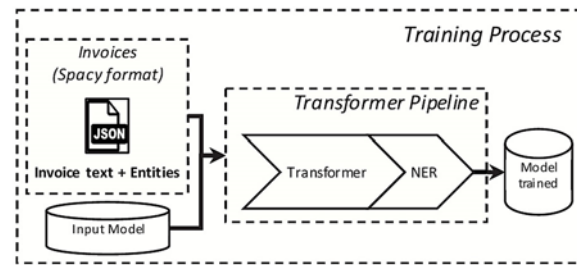 Training Process
Invoices
(Spacy format)
JSON
Invoice text + Entities
Input Model
Transformer Pipeline
Transformer
NER
Model
trained